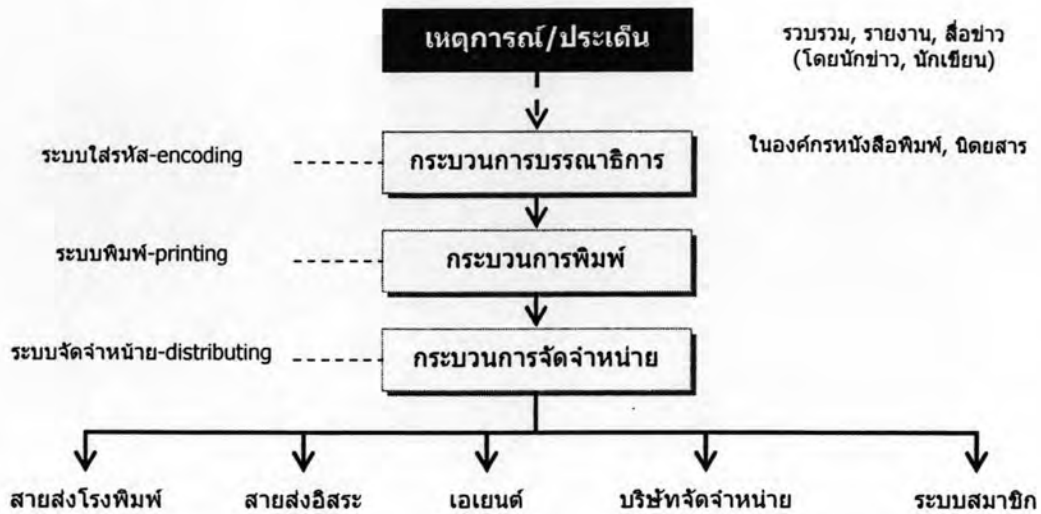 เหตุการณ์/ประเด็น
รวบรวม, รายงาน, สื่อข่าว
(โดยนักข่าว, นักเขียน)
ระบบใส่รหัส-encoding
กระบวนการบรรณาธิการ
ในองค์กรหนังสือพิมพ์, นิตยสาร
ระบบพิมพ์-printing
กระบวนการพิมพ์
ระบบจัดจำหน้าย-distributing
กระบวนการจัดจำหน่าย
สายส่งโรงพิมพ์
สายส่งอิสระ
เอเยนต์
บริษัทจัดจำหน่าย
ระบบสมาชิก